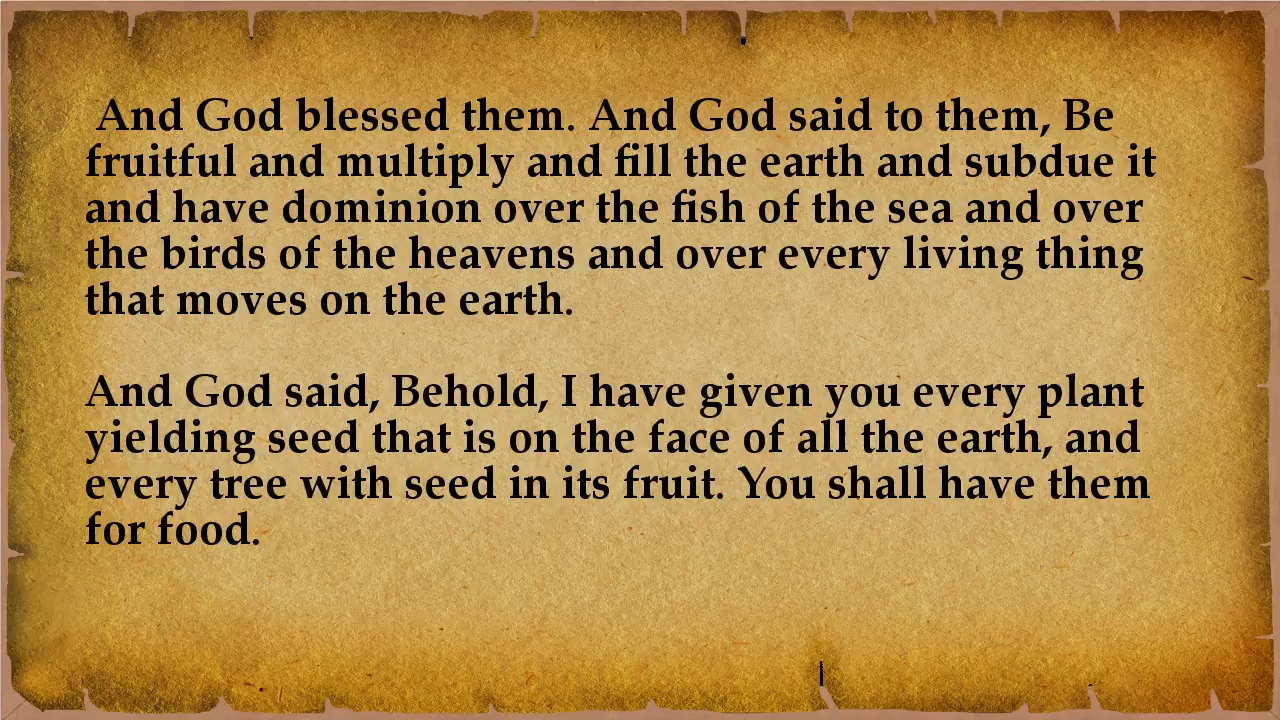 And God blessed them. And God said to them, Be
fruitful and multiply and fill the earth and subdue it
and have dominion over the fish of the sea and over
the birds of the heavens and over every living thing
that moves on the earth.
And God said, Behold, I have given you every plant
yielding seed that is on the face of all the earth, and
every tree with seed in its fruit. You shall have them
for food.